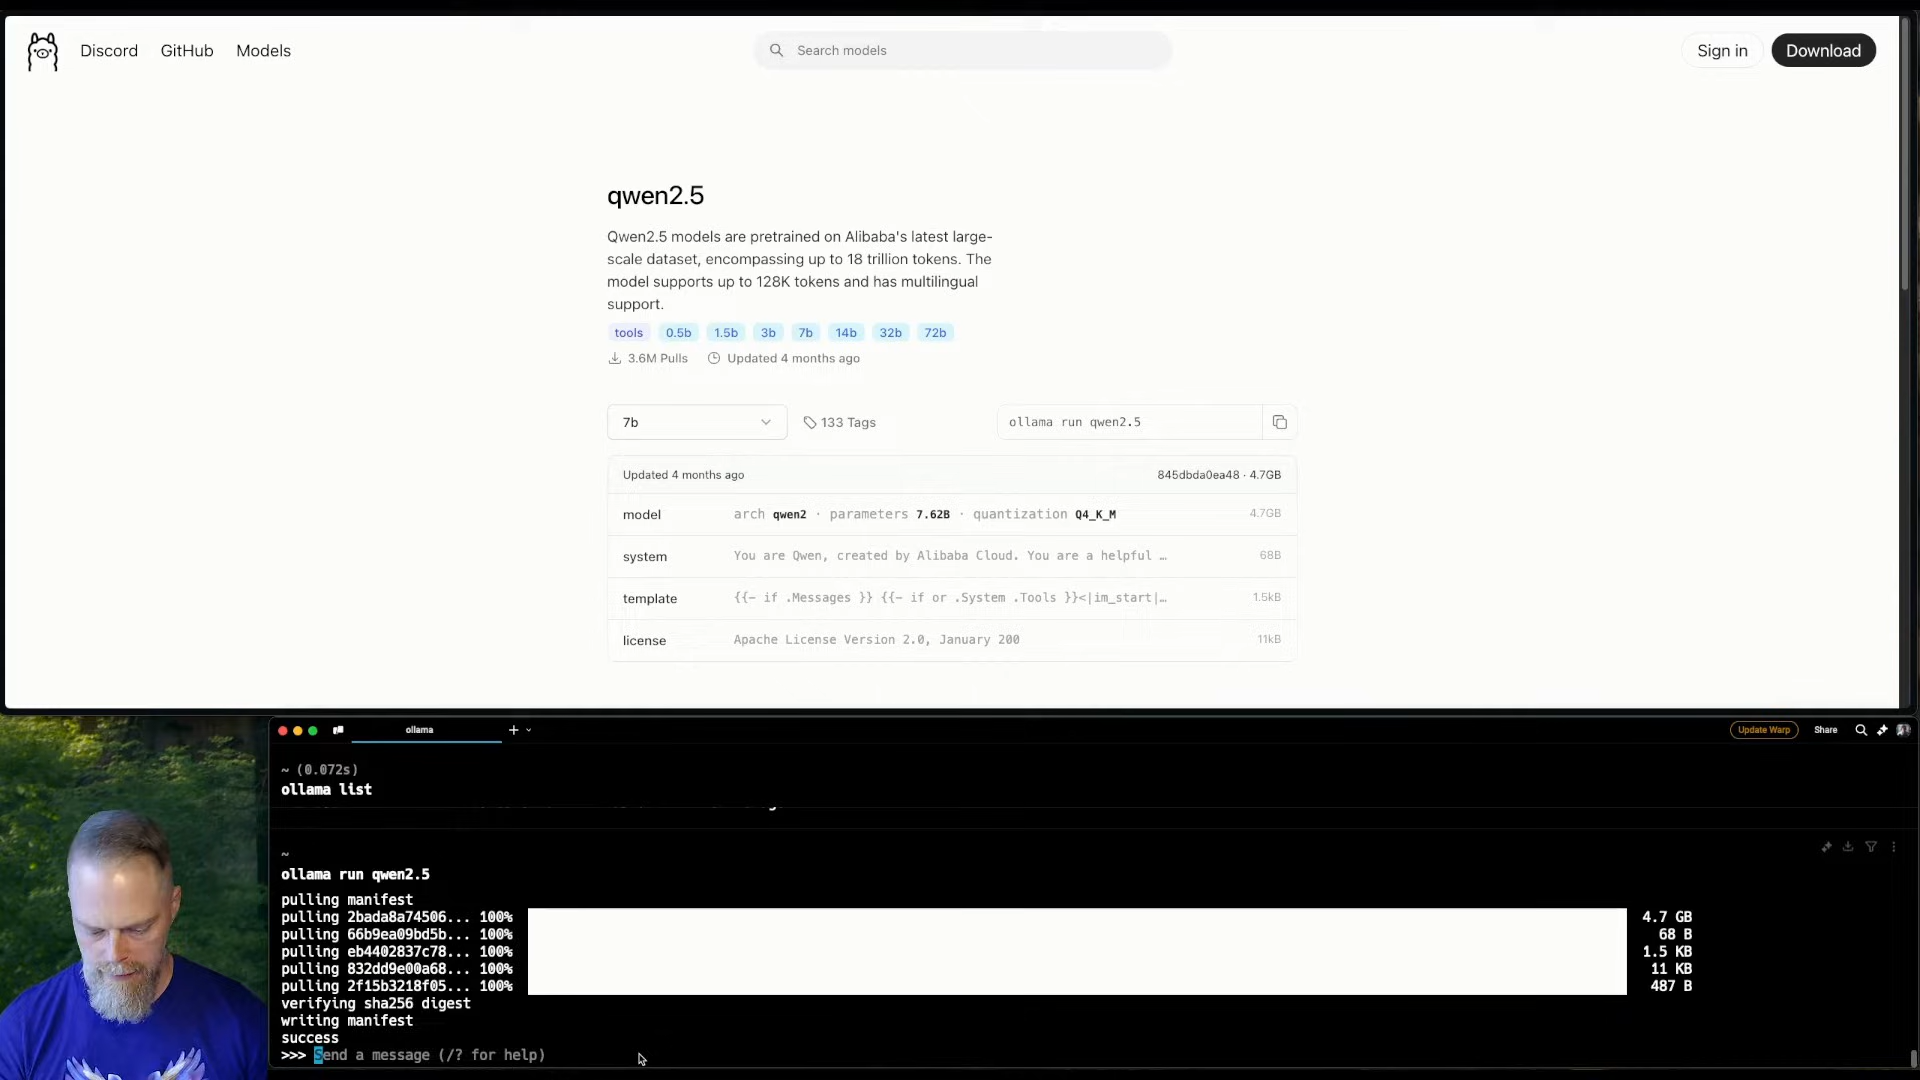 Discord GitHub Models
Search models
Sign in Download
qwen2.5
Qwen2.5 models are pretrained on Alibaba's latest large-
scale dataset, encompassing up to 18 trillion tokens. The
model supports up to 128K tokens and has multilingual
support.
tools 0.5b 1.5b 3b 7b 14b 32b 72b
3.6M Pulls Updated 4 months ago
7b 133 Tags ollama run qwen2.5
Updated 4 months ago 845dbda0ea48 · 4.7GB
model arch qwen2 · parameters 7.62B · quantization Q4_K_M 4.7GB
system You are Qwen, created by Alibaba Cloud. You are a helpful … 68B
template {{- if .Messages }} {{- if or .System .Tools }}<|im_start|… 1.5kB
license Apache License Version 2.0, January 200 11kB
ollama Update Warp Share
~ (0.072s)
ollama list
~
ollama run qwen2.5
pulling manifest
pulling 2bada8a74506... 100% 4.7 GB
pulling 66b9ea09bd5b... 100% 68 B
pulling eb4402837c78... 100% 1.5 KB
pulling 832dd9e00a68... 100% 11 KB
pulling 2f15b3218f05... 100% 487 B
verifying sha256 digest
writing manifest
success
>>> Send a message (/? for help)